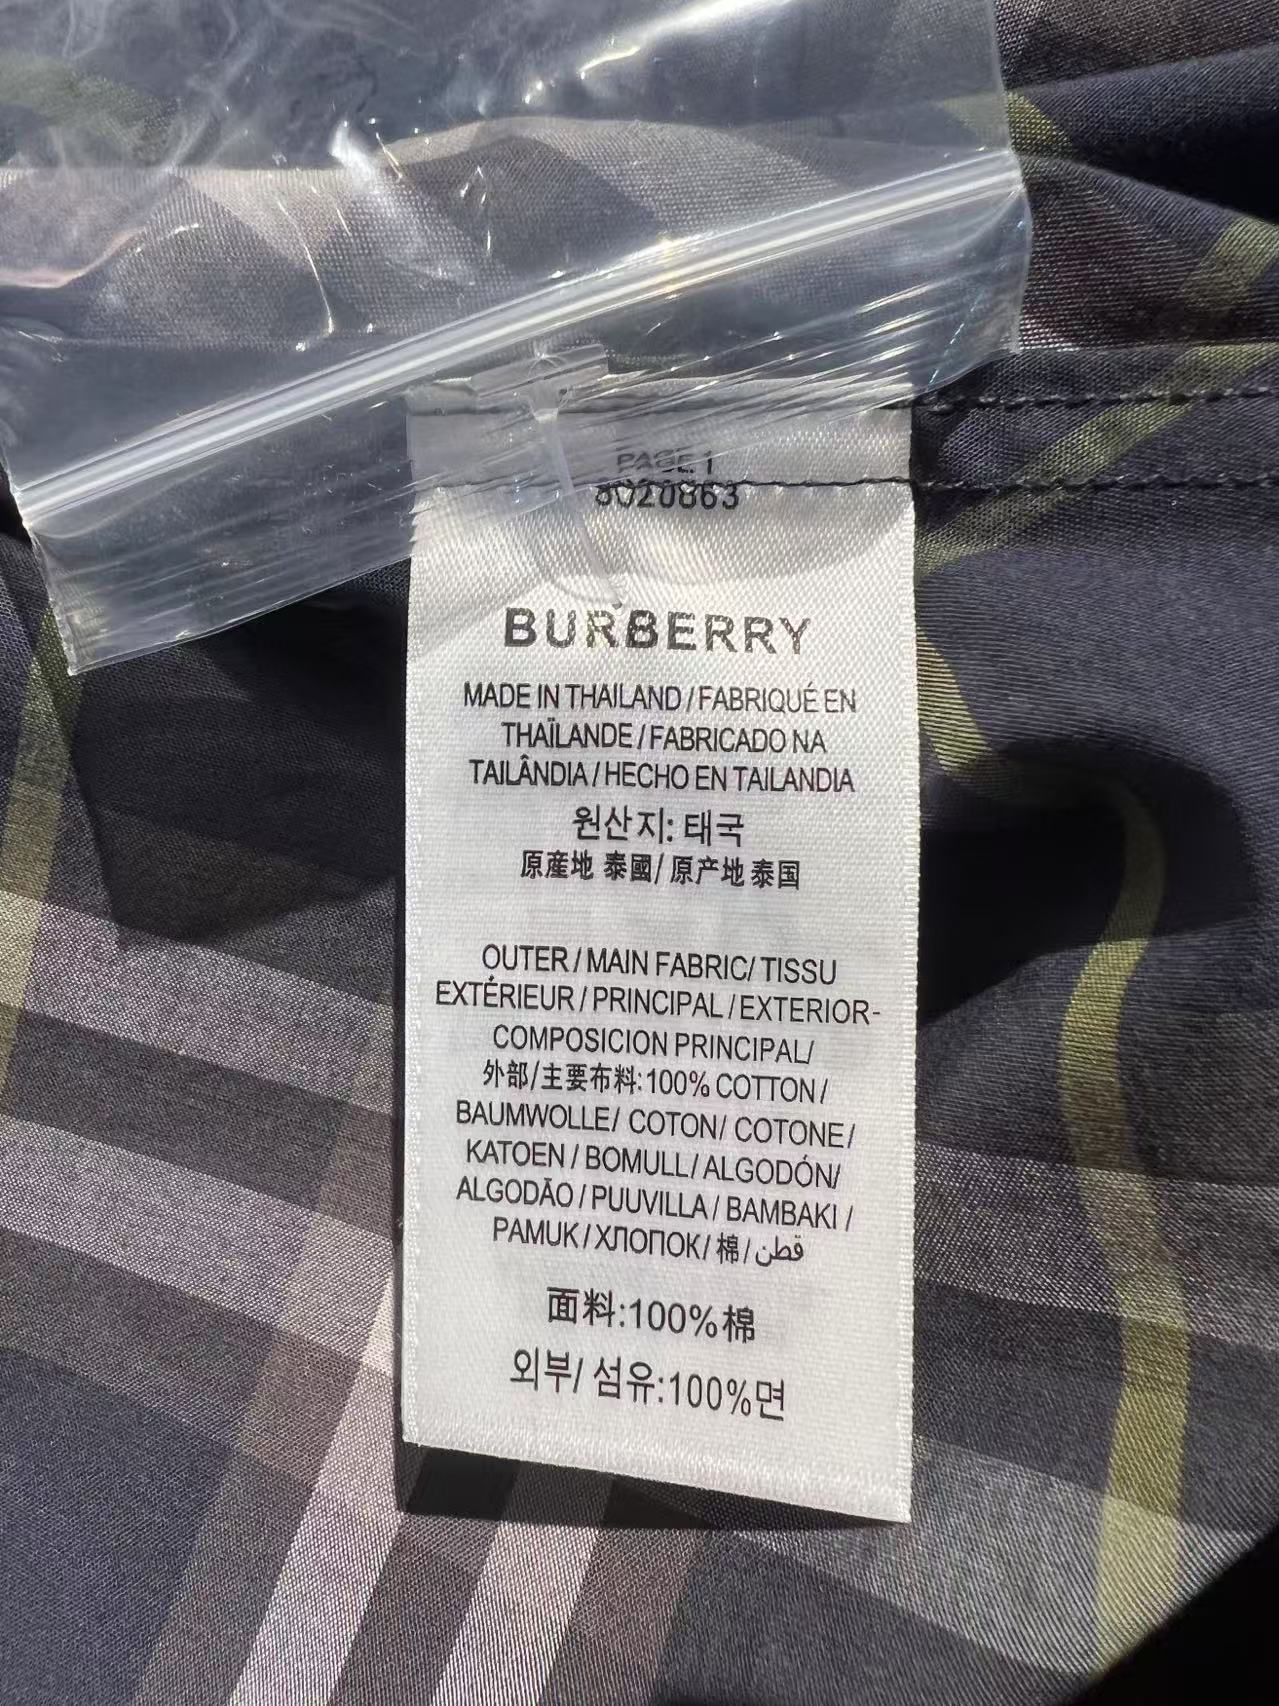 PAGE 1
8020863
BURBERRY
MADE IN THAILAND / FABRIQUÉ EN
THAÏLANDE / FABRICADO NA
TAILÂNDIA / HECHO EN TAILANDIA
원산지: 태국
原産地 泰國/ 原产地 泰国
OUTER / MAIN FABRIC/ TISSU
EXTÉRIEUR / PRINCIPAL / EXTERIOR-
COMPOSICION PRINCIPAL/
外部/主要布料:100% COTTON /
BAUMWOLLE/ COTON/ COTONE/
KATOEN / BOMULL/ ALGODÓN/
ALGODÃO / PUUVILLA / BAMBAKI /
PAMUK / ХЛОПОК/ 棉/ قطن
面料:100%棉
외부/ 섬유:100%면